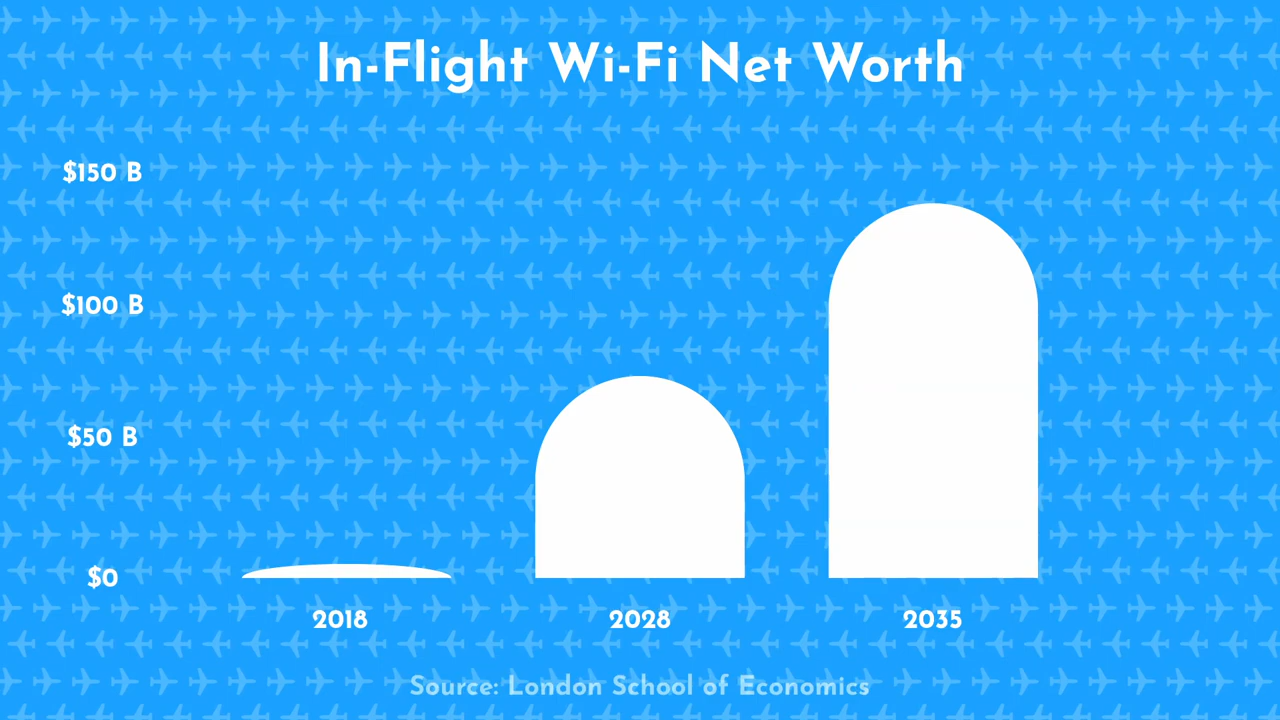 In-Flight Wi-Fi Net Worth
$150 B
$100 B
$50 B
$0
2018 2028 2035
Source: London School of Economics